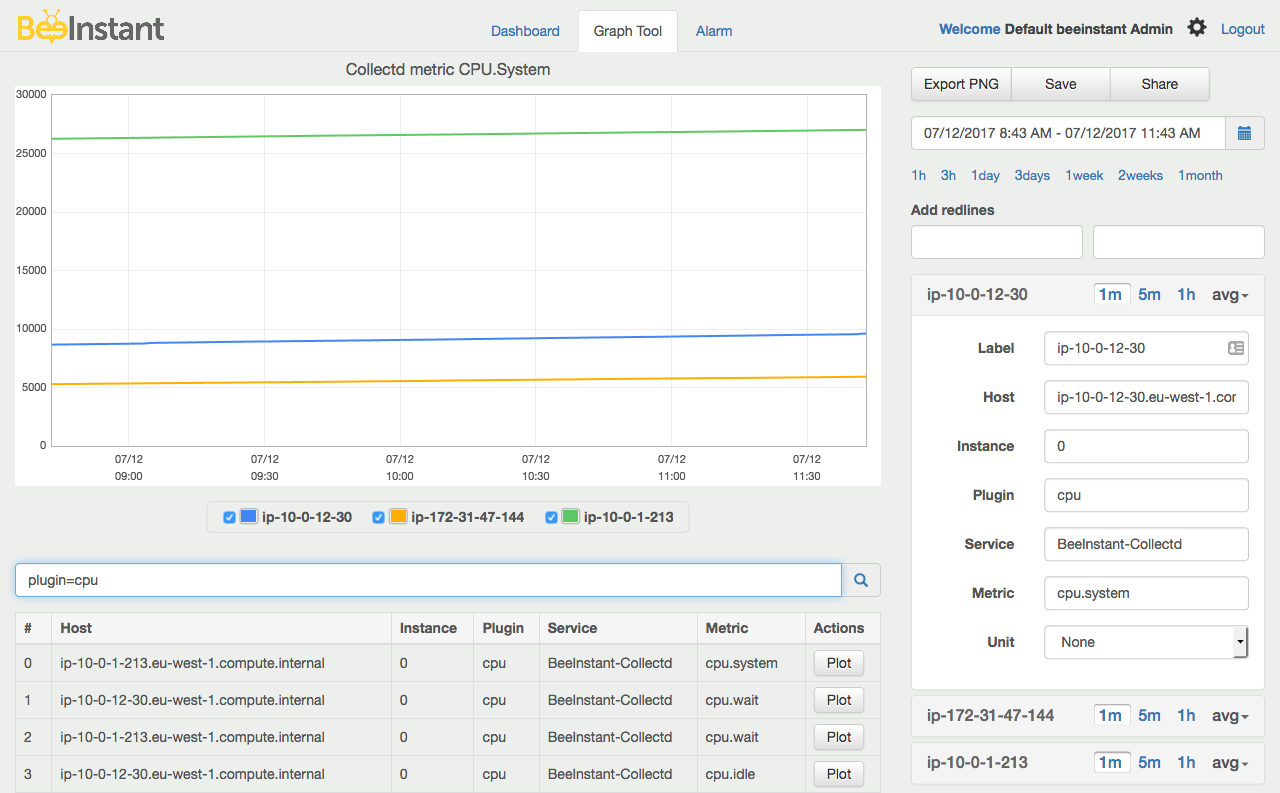 BeeInstant
Dashboard
Graph Tool
Alarm
Welcome Default beeinstant Admin
Logout
Collectd metric CPU.System
30000
25000
20000
15000
10000
5000
0
07/12 07/12 07/12 07/12 07/12 07/12
09:00 09:30 10:00 10:30 11:00 11:30
ip-10-0-12-30 ip-172-31-47-144 ip-10-0-1-213
plugin=cpu
# Host Instance Plugin Service Metric Actions
0 ip-10-0-1-213.eu-west-1.compute.internal 0 cpu BeeInstant-Collectd cpu.system Plot
1 ip-10-0-12-30.eu-west-1.compute.internal 0 cpu BeeInstant-Collectd cpu.wait Plot
2 ip-10-0-1-213.eu-west-1.compute.internal 0 cpu BeeInstant-Collectd cpu.wait Plot
3 ip-10-0-12-30.eu-west-1.compute.internal 0 cpu BeeInstant-Collectd cpu.idle Plot
Export PNG Save Share
07/12/2017 8:43 AM - 07/12/2017 11:43 AM
1h 3h 1day 3days 1week 2weeks 1month
Add redlines
ip-10-0-12-30 1m 5m 1h avg
Label ip-10-0-12-30
Host ip-10-0-12-30.eu-west-1.cor
Instance 0
Plugin cpu
Service BeeInstant-Collectd
Metric cpu.system
Unit None
ip-172-31-47-144 1m 5m 1h avg
ip-10-0-1-213 1m 5m 1h avg